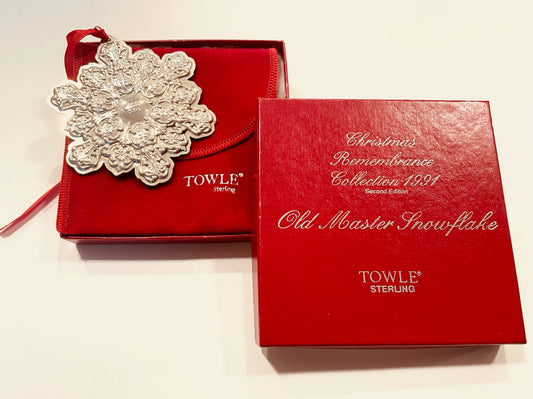 TOWLE®
Sterling
Christmas
Remembrance
Collection 1991
Second Edition
Old Master Snowflake
TOWLE®
STERLING